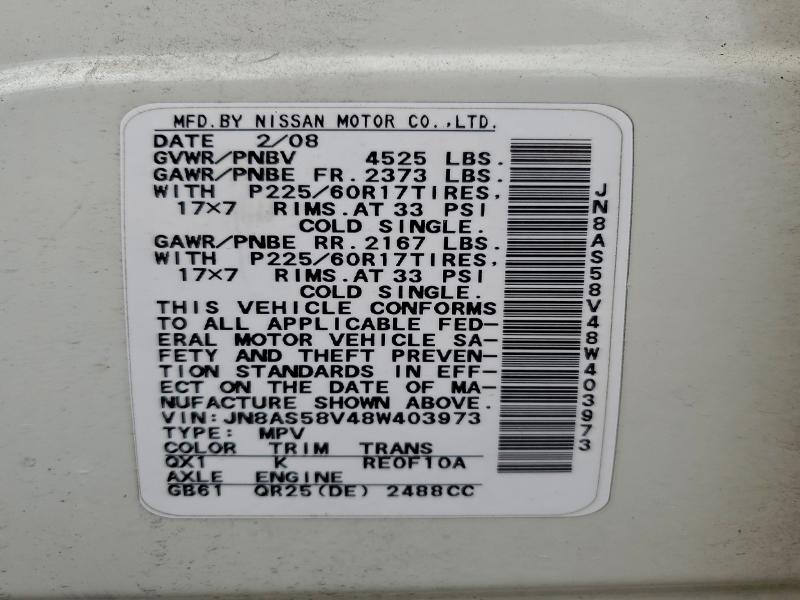 MFD.BY NISSAN MOTOR CO.,LTD.
DATE 2/08
GVWR/PNBV 4525 LBS.
GAWR/PNBE FR.2373 LBS.
WITH P225/60R17TIRES,
17×7 RIMS.AT 33 PSI
COLD SINGLE.
GAWR/PNBE RR.2167 LBS.
WITH P225/60R17TIRES,
17×7 RIMS.AT 33 PSI
COLD SINGLE.
THIS VEHICLE CONFORMS
TO ALL APPLICABLE FED-
ERAL MOTOR VEHICLE SA-
FETY AND THEFT PREVEN-
TION STANDARDS IN EFF-
ECT ON THE DATE OF MA-
NUFACTURE SHOWN ABOVE.
VIN:JN8AS58V48W403973
TYPE: MPV
COLOR TRIM TRANS
QX1 K RE0F10A
AXLE ENGINE
GB61 QR25(DE) 2488CC
JN8AS58V48W403973